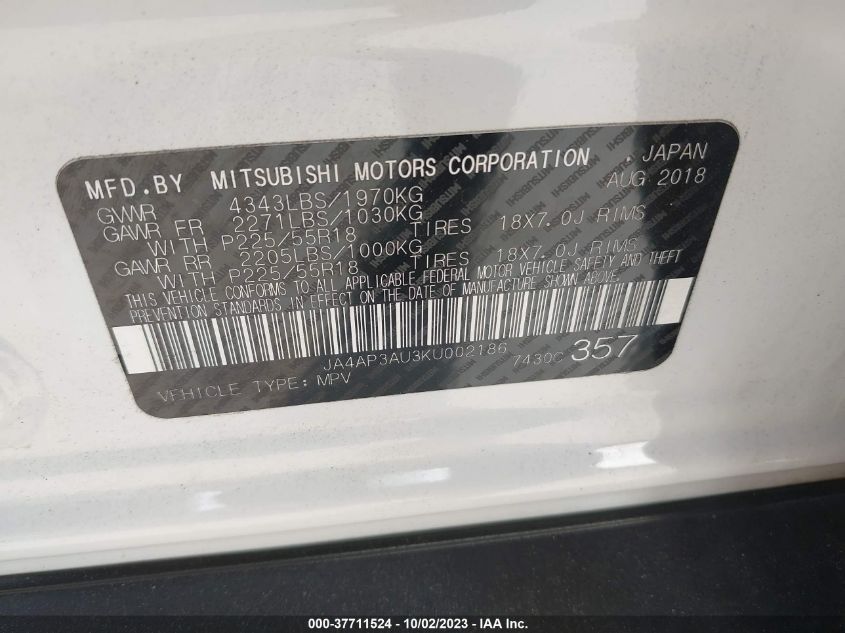 MFD.BY MITSUBISHI MOTORS CORPORATION JAPAN
GVWR 4343LBS/1970KG AUG 2018
GAWR FR 2271LBS/1030KG
WITH P225/55R18 TIRES 18X7.0J RIMS
GAWR RR 2205LBS/1000KG
WITH P225/55R18 TIRES 18X7.0J RIMS
THIS VEHICLE CONFORMS TO ALL APPLICABLE FEDERAL MOTOR VEHICLE SAFETY AND THEFT
PREVENTION STANDARDS IN EFFECT ON THE DATE OF MANUFACTURE SHOWN ABOVE.
JA4AP3AU3KU002186 7430C 357
VEHICLE TYPE: MPV
000-37711524 - 10/02/2023 - Copyright © 2023 IAA, Inc.